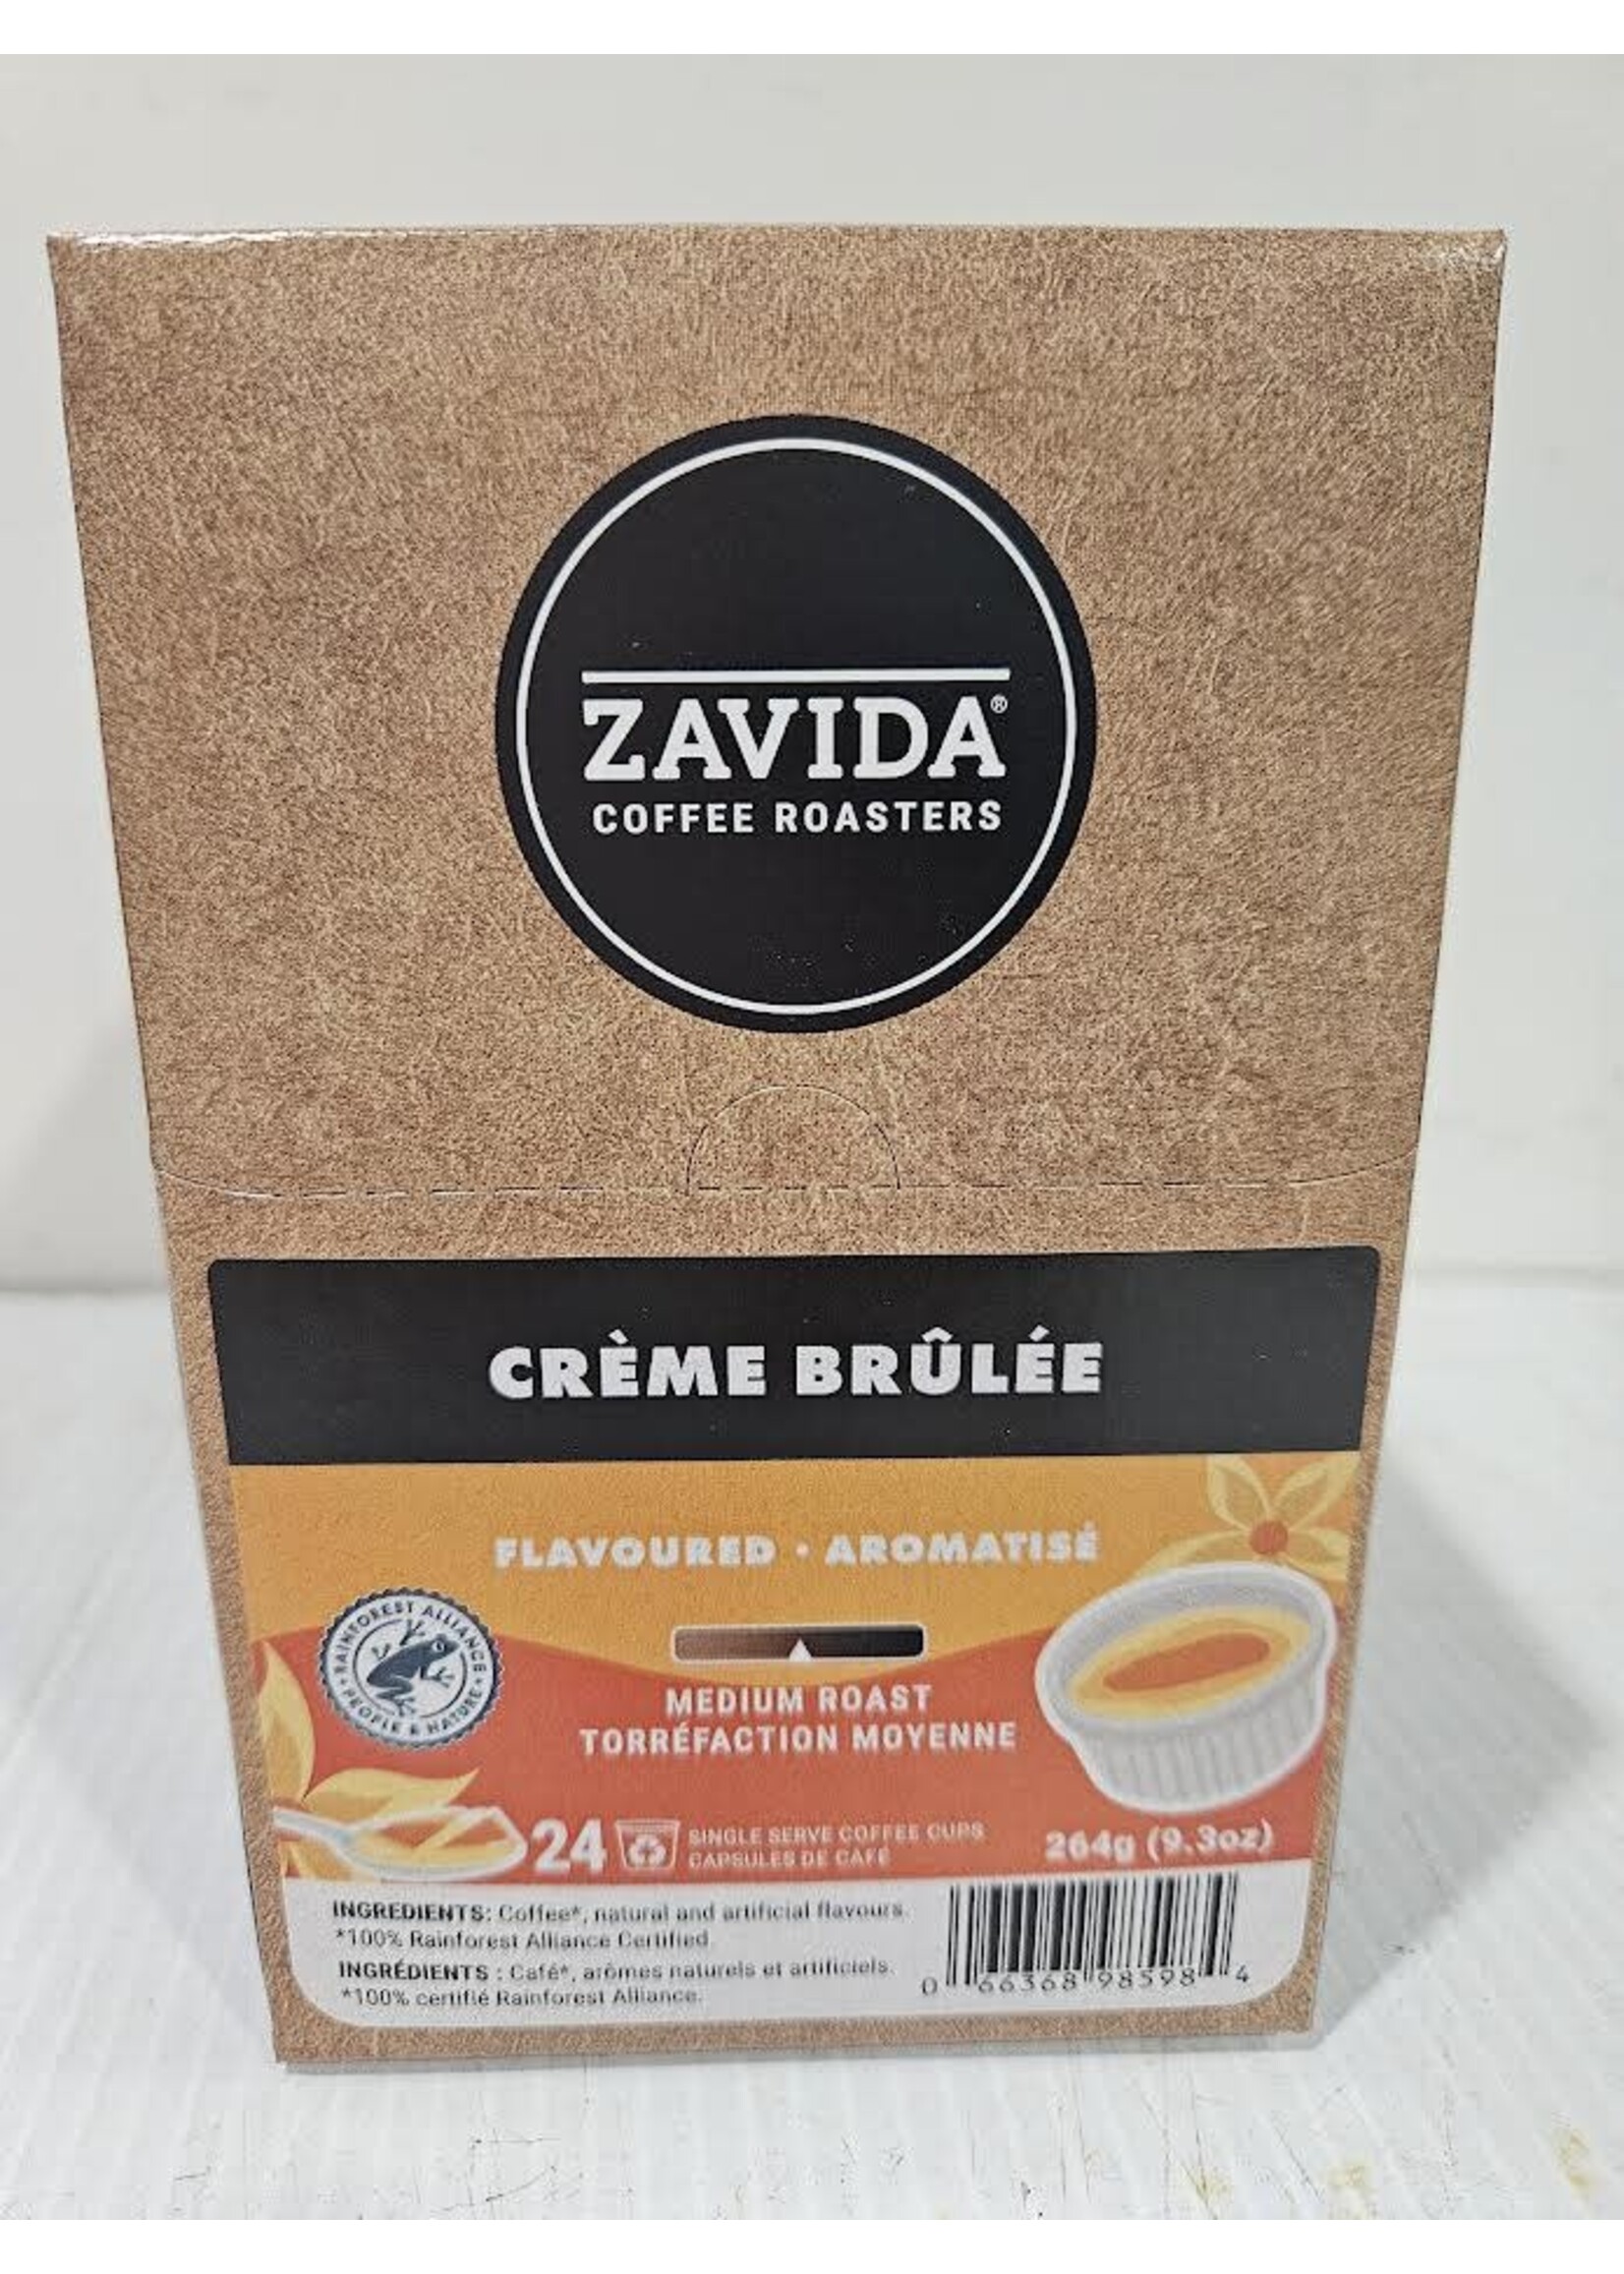 ZAVIDA®
COFFEE ROASTERS
CRÈME BRÛLÉE
FLAVOURED • AROMATISÉ
RAINFOREST ALLIANCE
• PEOPLE & NATURE •
MEDIUM ROAST
TORRÉFACTION MOYENNE
24
SINGLE SERVE COFFEE CUPS
CAPSULES DE CAFÉ
264g (9.3oz)
INGREDIENTS: Coffee*, natural and artificial flavours.
*100% Rainforest Alliance Certified.
INGRÉDIENTS : Café*, arômes naturels et artificiels.
*100% certifié Rainforest Alliance.
0 66368 98598 4